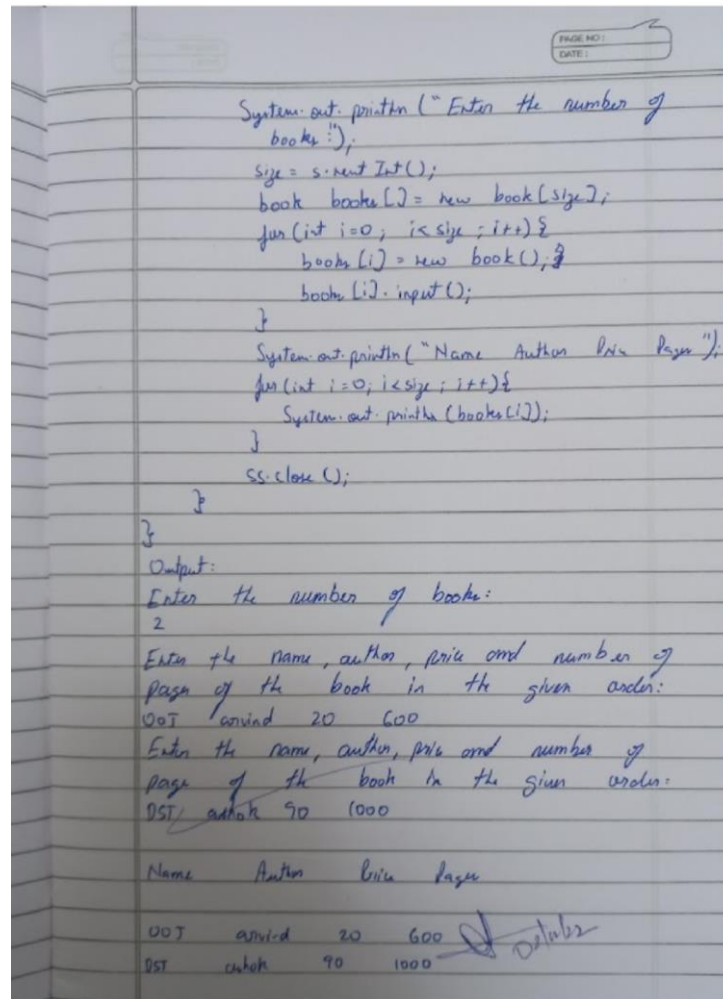 PAGE NO:
DATE:
System.out.println ("Enter the number of
books:");
size = s.next Int();
book books [] = new book [size];
for (int i=0; i< size ; i++) {
books [i] = new book(); }
books [i]. input ();
}
System.out.println ("Name Author Price Pages");
for (int i=0; i<size ; i++) {
System.out.println (books [i]);
}
ss.close ();
}
}
Output:
Enter the number of books:
2
Enter the name, author, price and number of
pages of the book in the given order:
OOJ arvind 20 600
Enter the name, author, price and number of
page of the book in the given order:
DST ashok 90 1000
Name Author Price Pages
OOJ arvind 20 600
DST ashok 90 1000